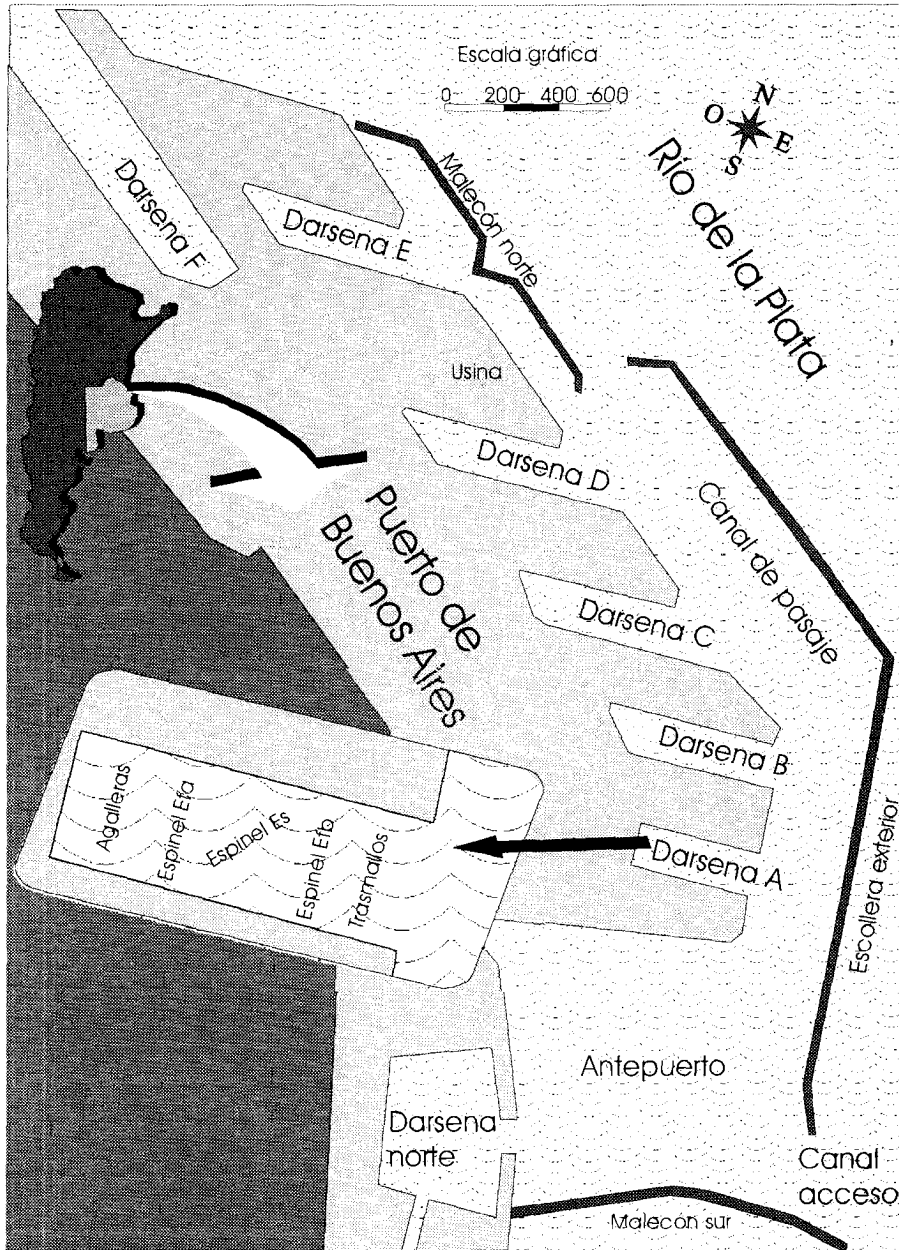 Escala gráfica
0 200 400 600
N
O
E
S
Río de la Plata
Malecón norte
Darsena F
Darsena E
Usina
Darsena D
Canal de pasaje
Puerto de
Buenos Aires
Darsena C
Darsena B
Agalleras
Espinel Efa
Espinel Es
Espinel Efp
Trasmallos
Darsena A
Escollera exterior
Antepuerto
Darsena
norte
Canal
acceso
Malecón sur